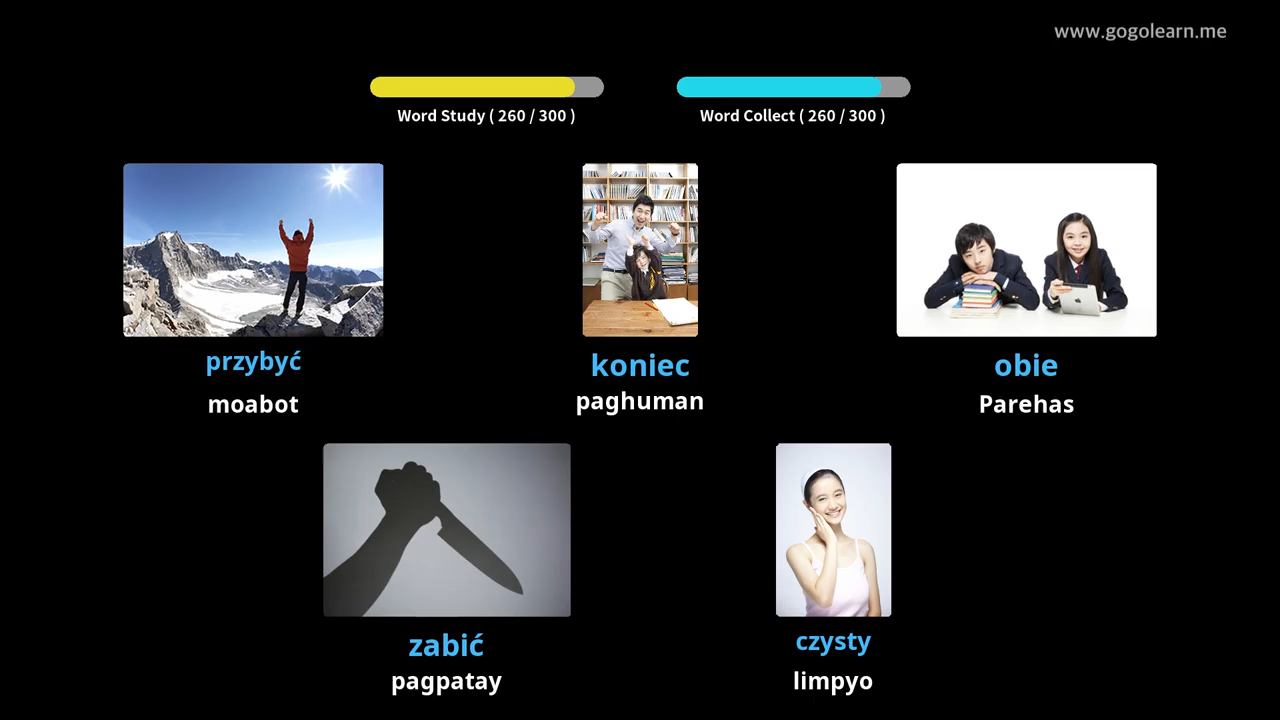 www.gogolearn.me
Word Study ( 260 / 300 )
Word Collect ( 260 / 300 )
przybyć
moabot
koniec
paghuman
obie
Parehas
zabić
pagpatay
czysty
limpyo